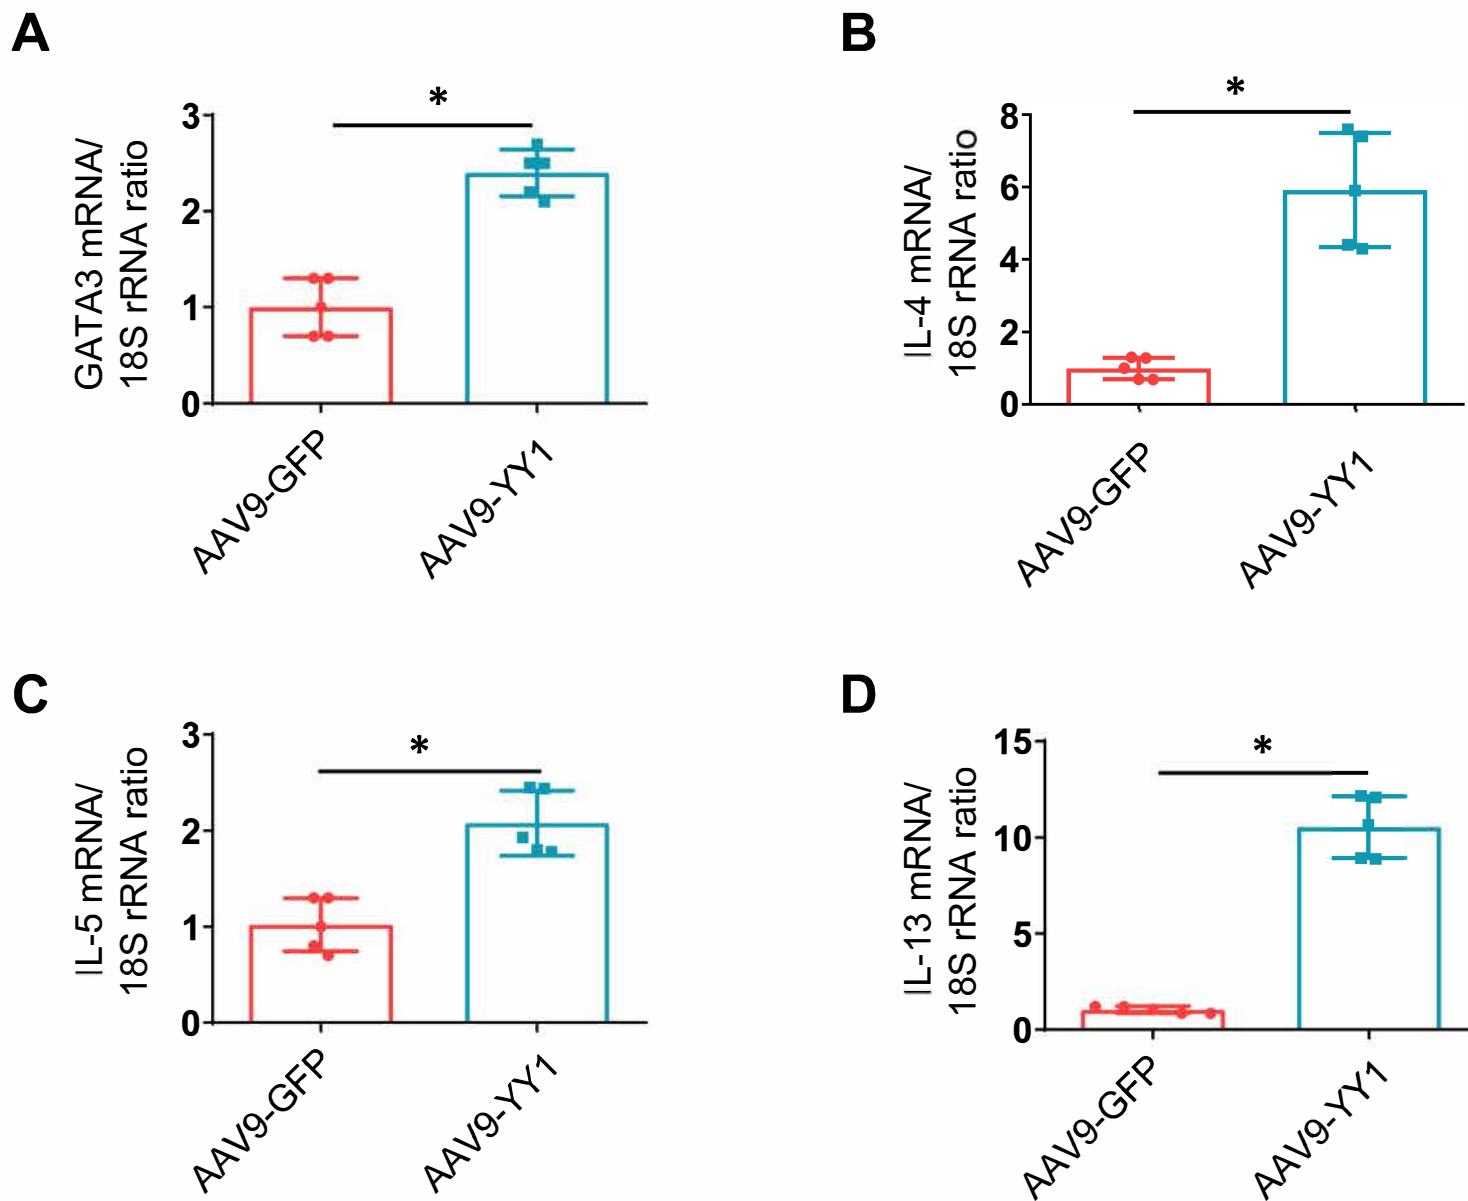 A
GATA3 mRNA/
18S rRNA ratio
3
2
1
0
*
AAV9-GFP
AAV9-YY1
B
IL-4 mRNA/
18S rRNA ratio
8
6
4
2
0
*
AAV9-GFP
AAV9-YY1
C
IL-5 mRNA/
18S rRNA ratio
3
2
1
0
*
AAV9-GFP
AAV9-YY1
D
IL-13 mRNA/
18S rRNA ratio
15
10
5
0
*
AAV9-GFP
AAV9-YY1